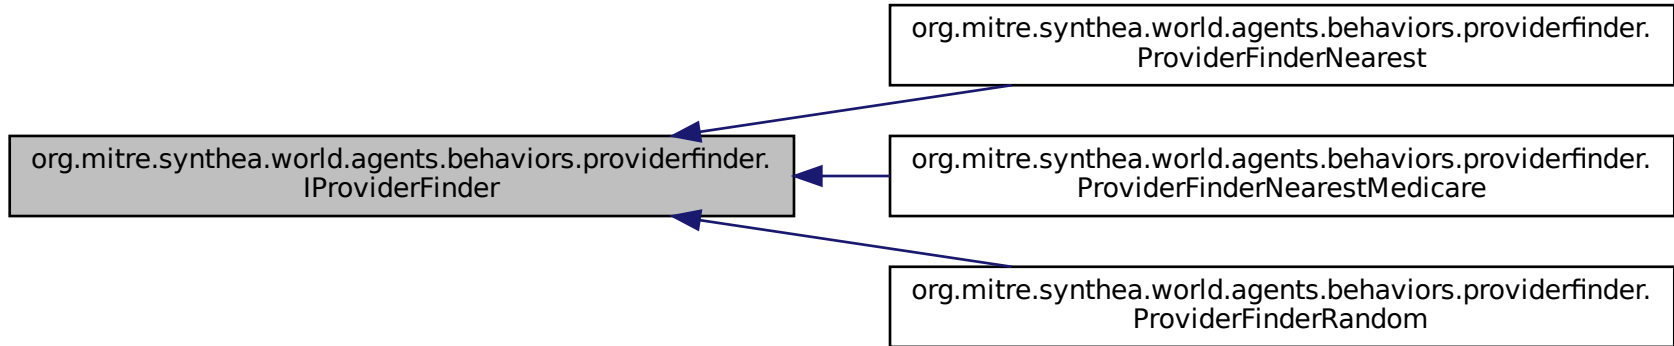 org.mitre.synthea.world.agents.behaviors.providerfinder.
ProviderFinderNearest
org.mitre.synthea.world.agents.behaviors.providerfinder.
IProviderFinder
org.mitre.synthea.world.agents.behaviors.providerfinder.
ProviderFinderNearestMedicare
org.mitre.synthea.world.agents.behaviors.providerfinder.
ProviderFinderRandom